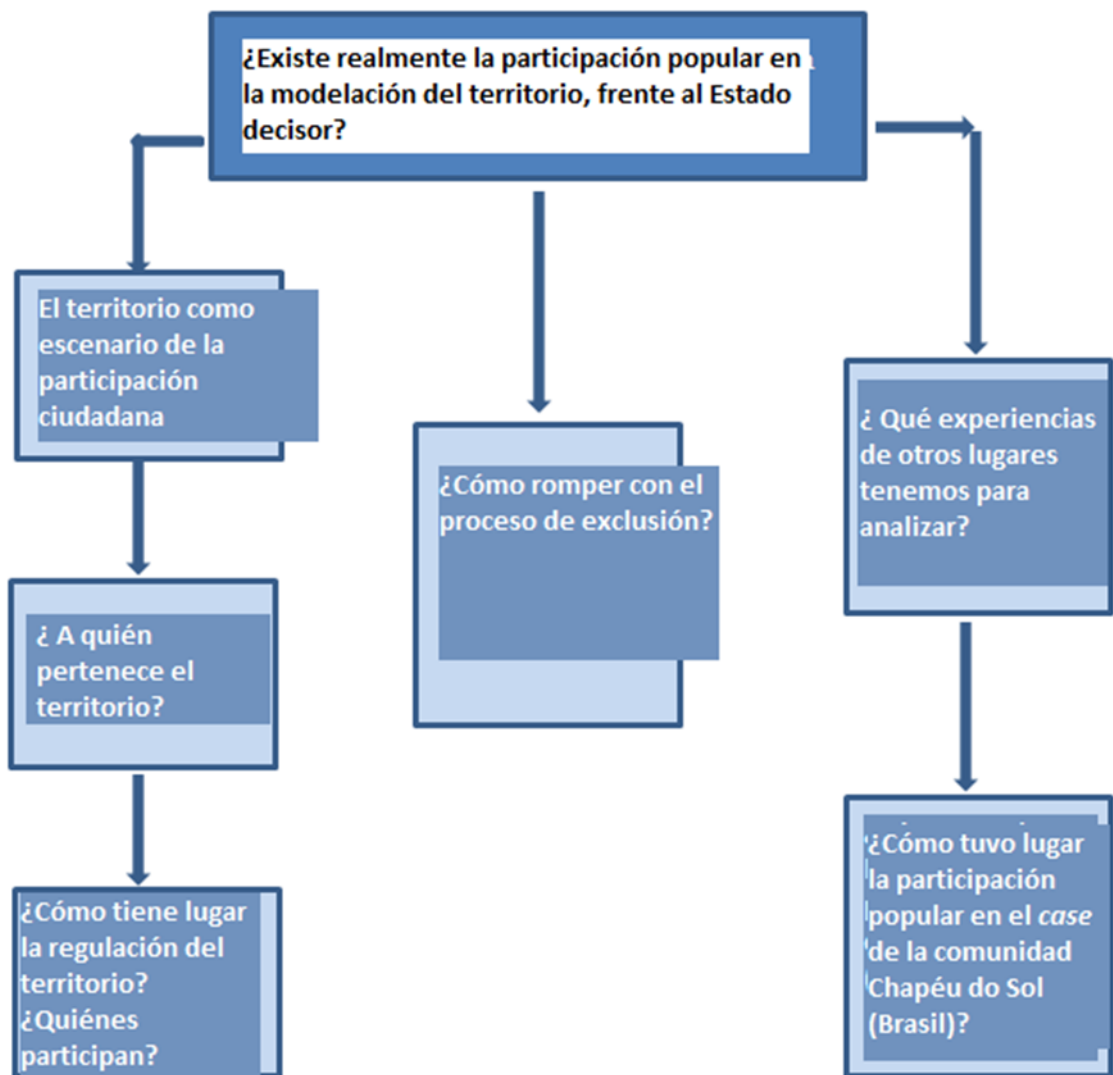 ¿Existe realmente la participación popular en
la modelación del territorio, frente al Estado
decisor?
El territorio como
escenario de la
participación
ciudadana
¿ A quién
pertenece el
territorio?
¿Cómo tiene lugar
la regulación del
territorio?
¿Quiénes
participan?
¿Cómo romper con el
proceso de exclusión?
¿ Qué experiencias
de otros lugares
tenemos para
analizar?
¿Cómo tuvo lugar
la participación
popular en el case
de la comunidad
Chapéu do Sol
(Brasil)?